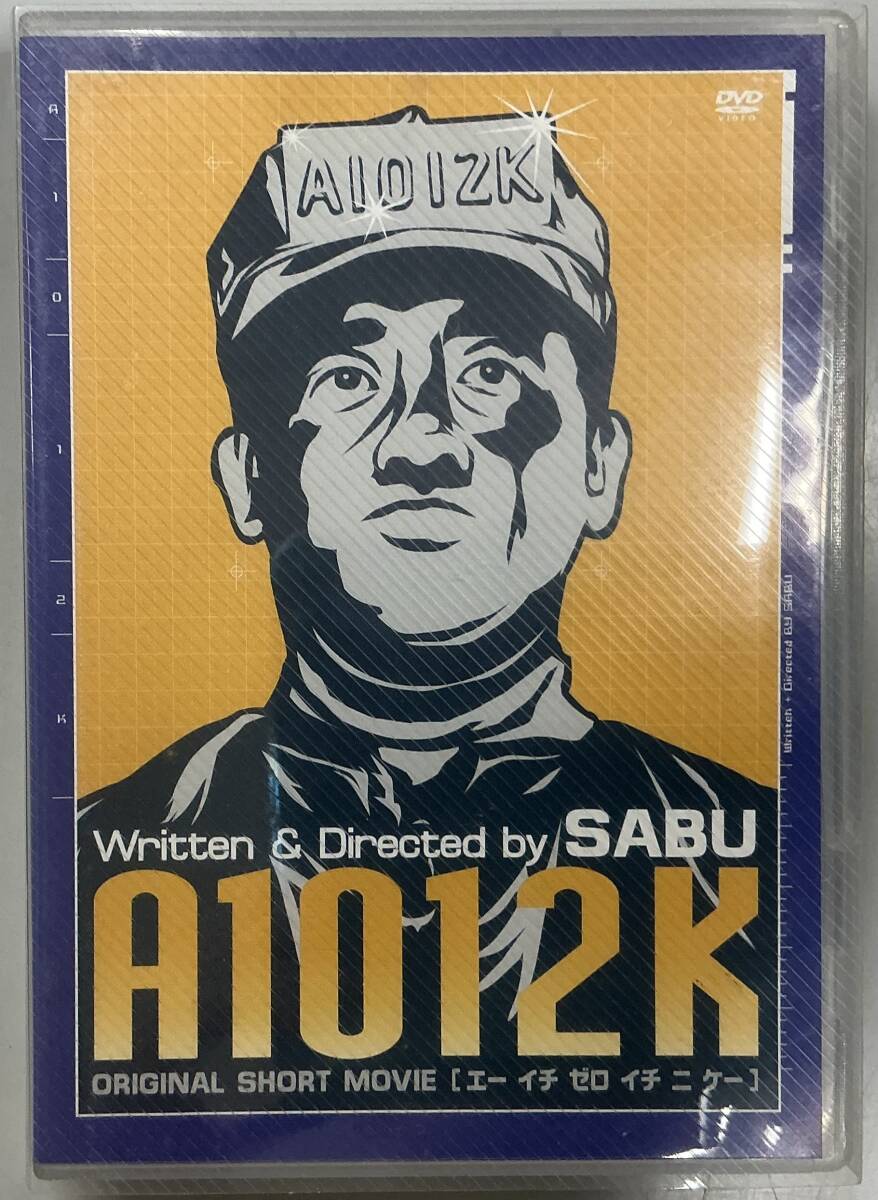 DVD
VIDEO
A1012K
A
1
0
1
2
K
Written + Directed BY SABU
Written & Directed by SABU
A1012K
ORIGINAL SHORT MOVIE [エー イチ ゼロ イチ ニ ケー]